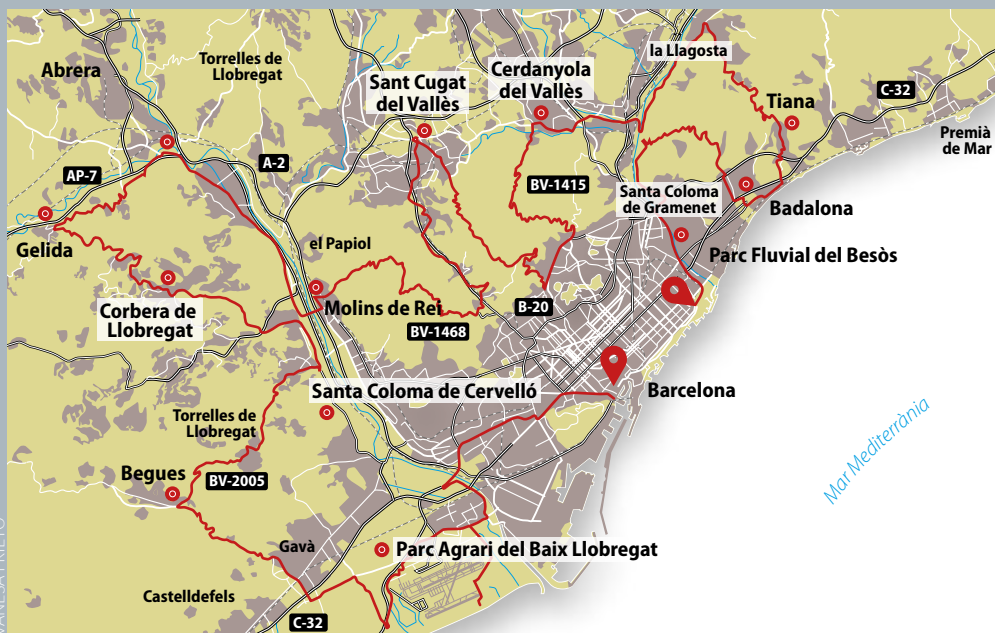 la Llagosta
Torrelles de
Llobregat
Abrera
Cerdanyola
del Vallès
Sant Cugat
del Vallès
C-32
Tiana
Premià
de Mar
A-2
AP-7
BV-1415
Santa Coloma
de Gramenet
Badalona
Gelida
el Papiol
Parc Fluvial del Besòs
Corbera de
Llobregat
Molins de Rei
B-20
BV-1468
Santa Coloma de Cervelló
Barcelona
Torrelles de
Llobregat
Mar Mediterrània
Begues
BV-2005
Gavà
Parc Agrari del Baix Llobregat
Castelldefels
C-32
VANESA PRIETO